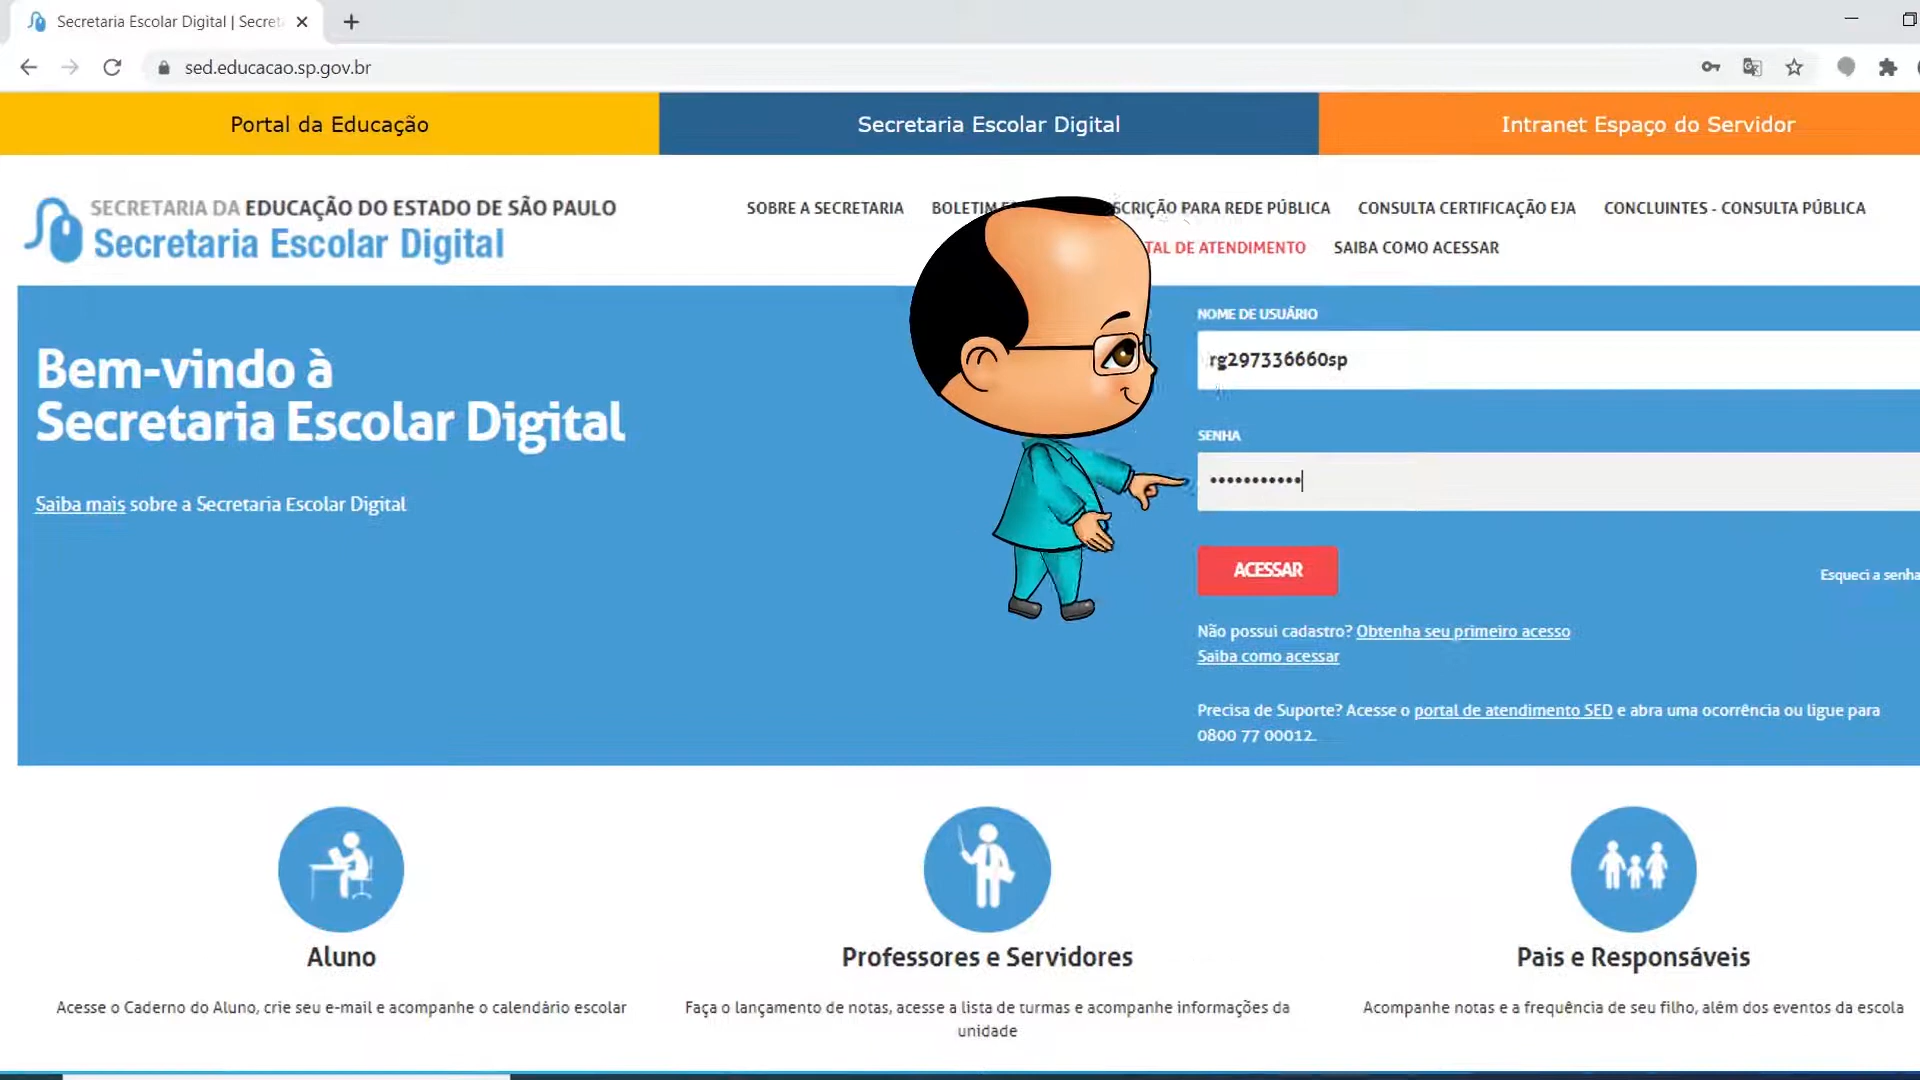 Secretaria Escolar Digital | Secret
sed.educacao.sp.gov.br
Portal da Educação
Secretaria Escolar Digital
Intranet Espaço do Servidor
SECRETARIA DA EDUCAÇÃO DO ESTADO DE SÃO PAULO
Secretaria Escolar Digital
SOBRE A SECRETARIA
BOLETIM
SCRIÇÃO PARA REDE PÚBLICA
CONSULTA CERTIFICAÇÃO EJA
CONCLUINTES - CONSULTA PÚBLICA
TAL DE ATENDIMENTO
SAIBA COMO ACESSAR
Bem-vindo à
Secretaria Escolar Digital
Saiba mais sobre a Secretaria Escolar Digital
NOME DE USUÁRIO
rg297336660sp
SENHA
•••••••••••
ACESSAR
Esqueci a senha
Não possui cadastro? Obtenha seu primeiro acesso
Saiba como acessar
Precisa de Suporte? Acesse o portal de atendimento SED e abra uma ocorrência ou ligue para
0800 77 00012.
Aluno
Acesse o Caderno do Aluno, crie seu e-mail e acompanhe o calendário escolar
Professores e Servidores
Faça o lançamento de notas, acesse a lista de turmas e acompanhe informações da
unidade
Pais e Responsáveis
Acompanhe notas e a frequência de seu filho, além dos eventos da escola